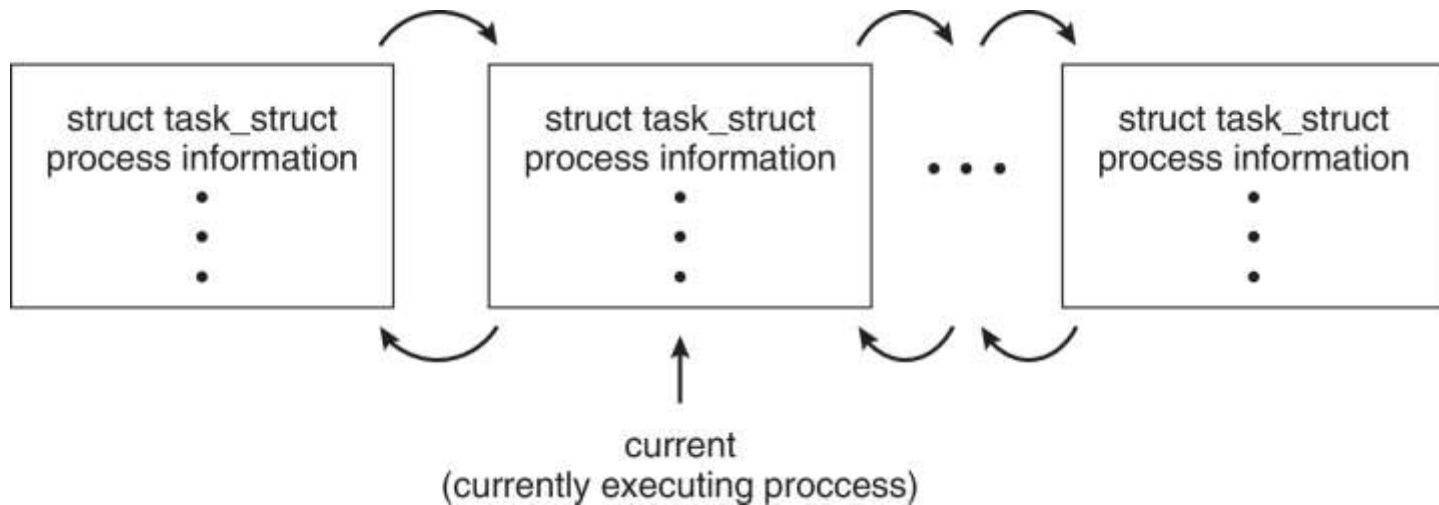 struct task_struct
process information
struct task_struct
process information
struct task_struct
process information
current
(currently executing proccess)